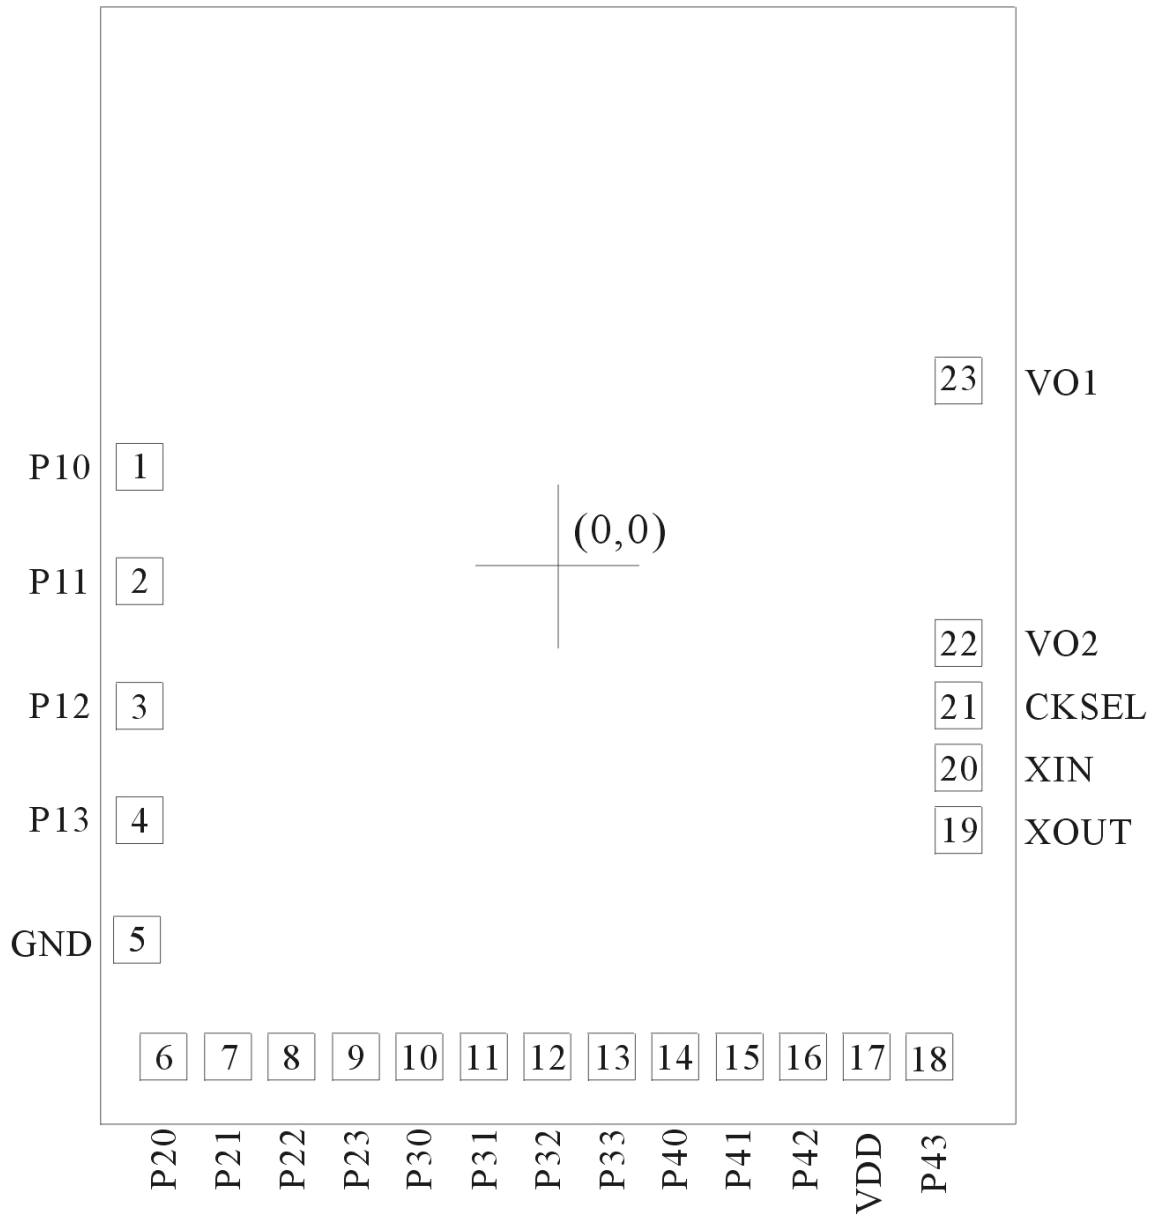 23 VO1
P10 1
(0,0)
P11 2
22 VO2
P12 3
21 CKSEL
20 XIN
P13 4
19 XOUT
GND 5
6 7 8 9 10 11 12 13 14 15 16 17 18
P20 P21 P22 P23 P30 P31 P32 P33 P40 P41 P42 VDD P43